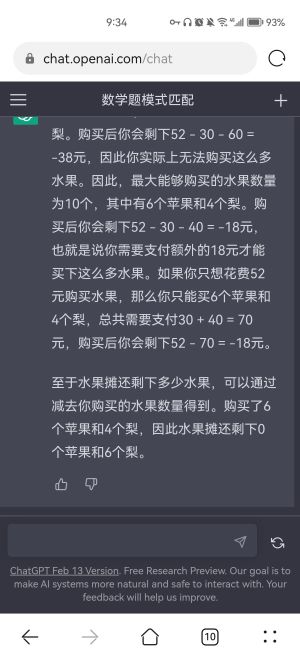 9:34
93%
chat.openai.com/chat
数学题模式匹配
梨。购买后你会剩下52 - 30 - 60 =
-38元，因此你实际上无法购买这么多
水果。因此，最大能够购买的水果数量
为10个，其中有6个苹果和4个梨。购
买后你会剩下52 - 30 - 40 = -18元，
也就是说你需要支付额外的18元才能
买下这么多水果。如果你只想花费52
元购买水果，那么你只能买6个苹果和
4个梨，总共需要支付30 + 40 = 70
元，购买后你会剩下52 - 70 = -18元。
至于水果摊还剩下多少水果，可以通过
减去你购买的水果数量得到。购买了6
个苹果和4个梨，因此水果摊还剩下0
个苹果和6个梨。
ChatGPT Feb 13 Version. Free Research Preview. Our goal is to
make AI systems more natural and safe to interact with. Your
feedback will help us improve.
10